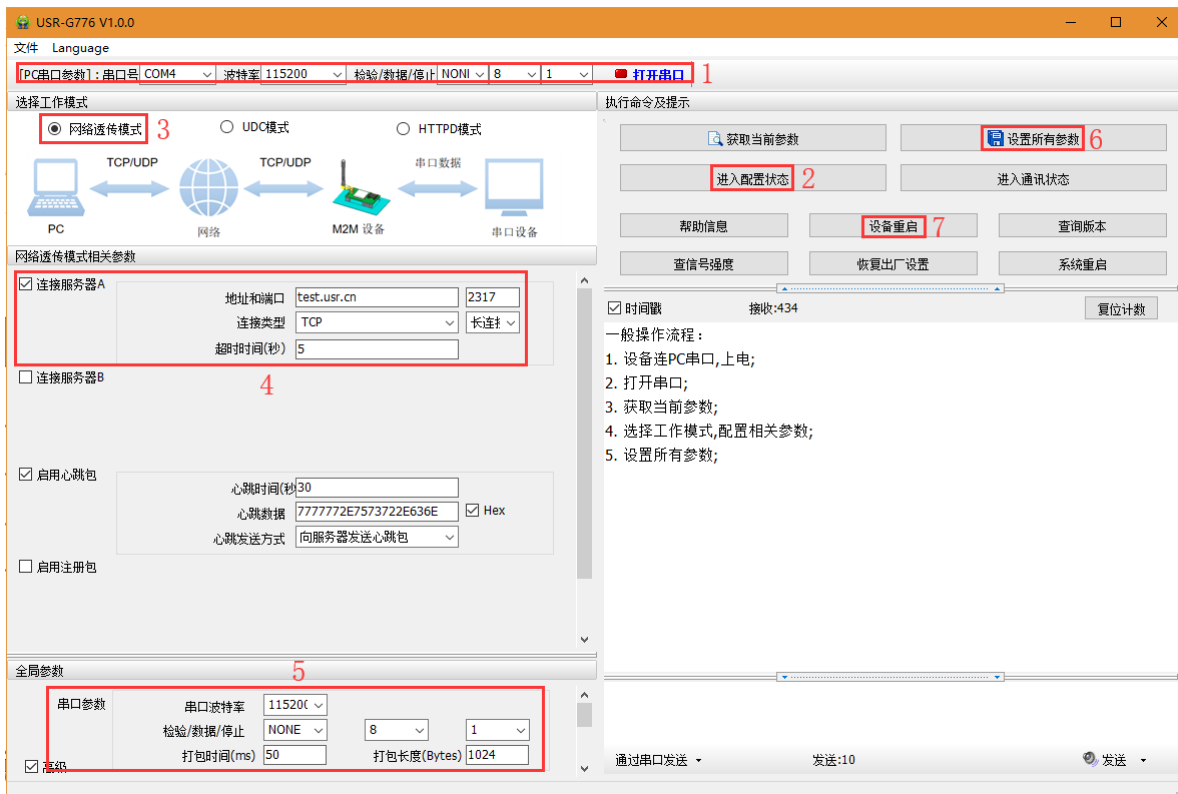 USR-G776 V1.0.0
文件 Language
[PC串口参数]：串口号 COM4 波特率 115200 检验/数据/停止 NONI 8 1 打开串口 1
选择工作模式
网络透传模式 3 UDC模式 HTTPD模式
TCP/UDP TCP/UDP 串口数据
PC 网络 M2M 设备 串口设备
网络透传模式相关参数
连接服务器A
地址和端口 test.usr.cn 2317
连接类型 TCP 长连接
超时时间(秒) 5
4
连接服务器B
启用心跳包
心跳时间(秒 30
心跳数据 7777772E7573722E636E Hex
心跳发送方式 向服务器发送心跳包
启用注册包
全局参数
5
串口参数 串口波特率 115200
检验/数据/停止 NONE 8 1
打包时间(ms) 50 打包长度(Bytes) 1024
高级
执行命令及提示
获取当前参数 设置所有参数 6
进入配置状态 2 进入通讯状态
帮助信息 设备重启 7 查询版本
查信号强度 恢复出厂设置 系统重启
时间戳 接收:434 复位计数
一般操作流程：
1. 设备连PC串口,上电;
2. 打开串口;
3. 获取当前参数;
4. 选择工作模式,配置相关参数;
5. 设置所有参数;
通过串口发送 发送:10 发送